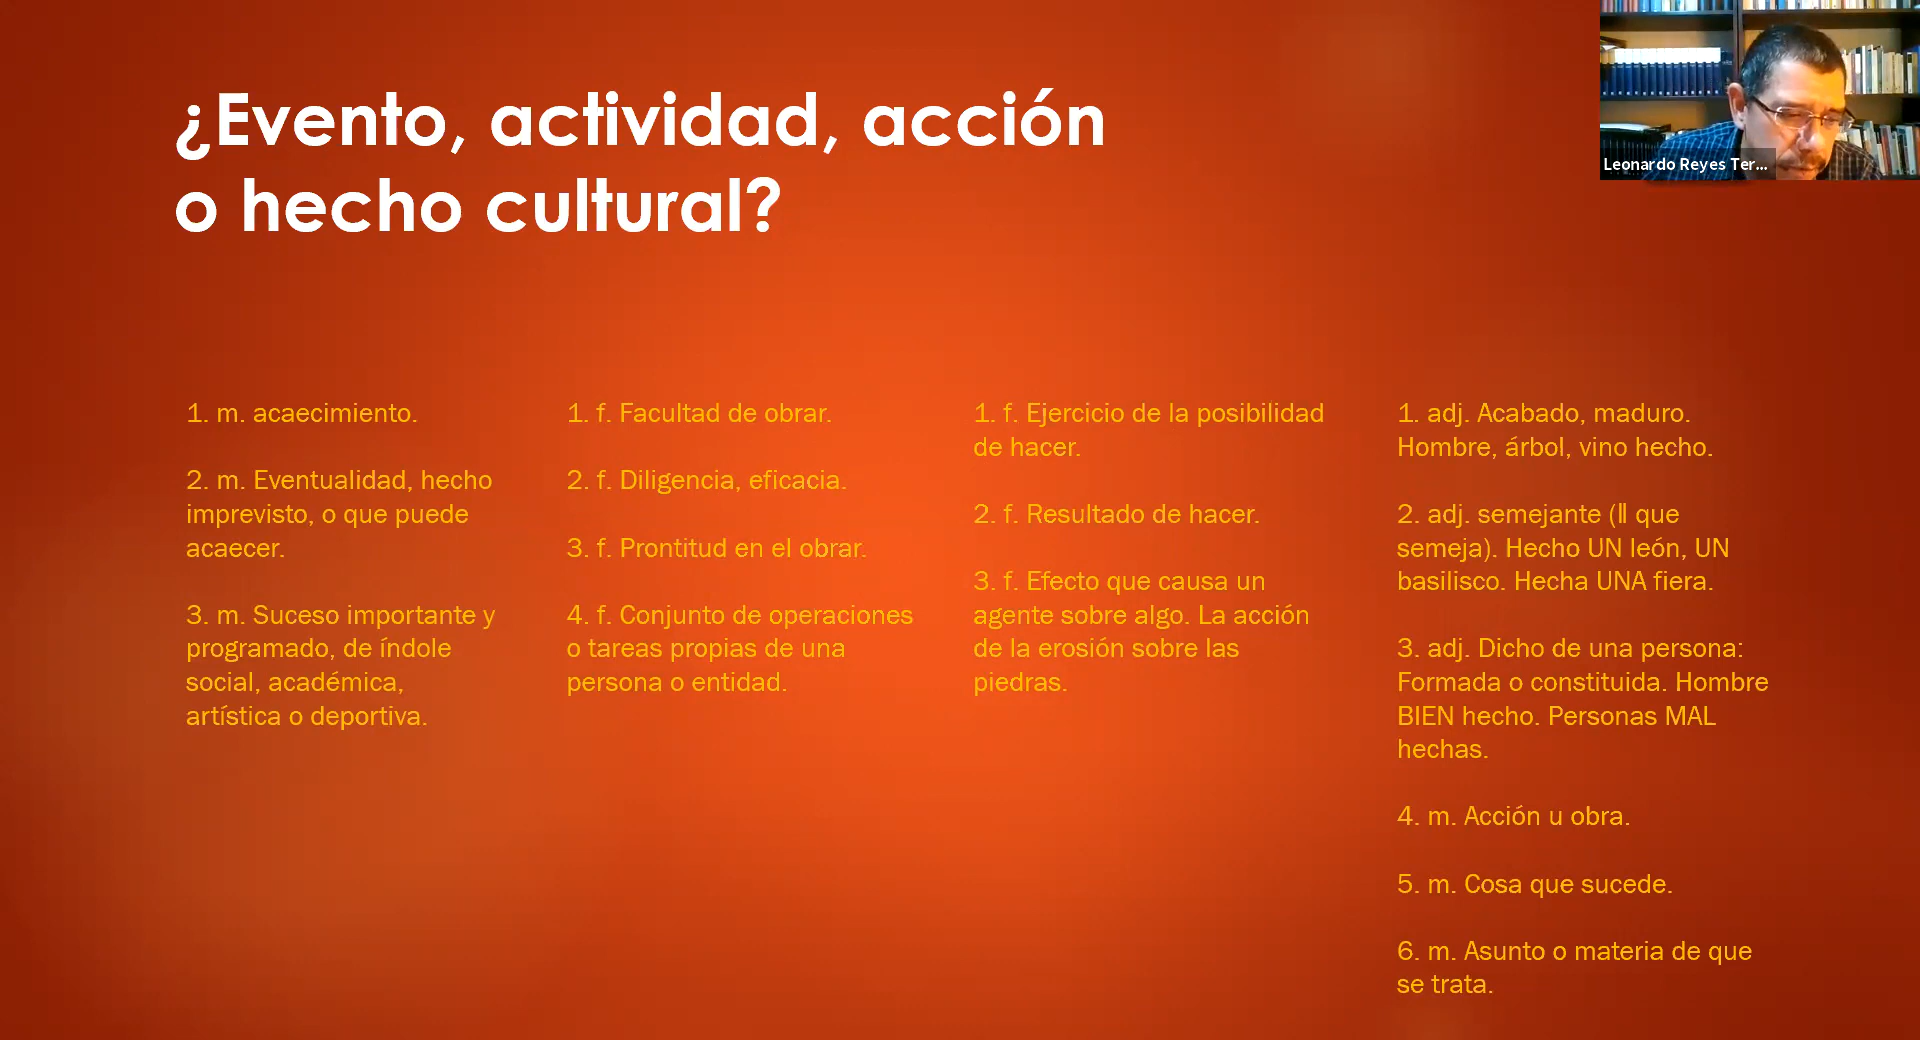 ¿Evento, actividad, acción
o hecho cultural?
Leonardo Reyes Ter...
1. m. acaecimiento.
2. m. Eventualidad, hecho
imprevisto, o que puede
acaecer.
3. m. Suceso importante y
programado, de índole
social, académica,
artística o deportiva.
1. f. Facultad de obrar.
2. f. Diligencia, eficacia.
3. f. Prontitud en el obrar.
4. f. Conjunto de operaciones
o tareas propias de una
persona o entidad.
1. f. Ejercicio de la posibilidad
de hacer.
2. f. Resultado de hacer.
3. f. Efecto que causa un
agente sobre algo. La acción
de la erosión sobre las
piedras.
1. adj. Acabado, maduro.
Hombre, árbol, vino hecho.
2. adj. semejante (ǁ que
semeja). Hecho UN león, UN
basilisco. Hecha UNA fiera.
3. adj. Dicho de una persona:
Formada o constituida. Hombre
BIEN hecho. Personas MAL
hechas.
4. m. Acción u obra.
5. m. Cosa que sucede.
6. m. Asunto o materia de que
se trata.